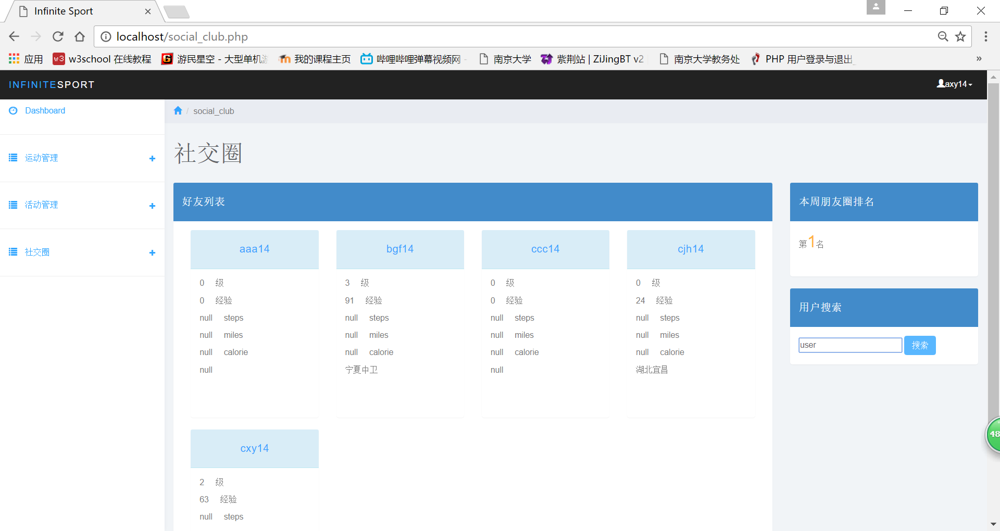 Infinite Sport
localhost/social_club.php
应用 w3school 在线教程 游民星空 - 大型单机游 我的课程主页 哔哩哔哩弹幕视频网 - 南京大学 紫荆站 | ZiJingBT v2 南京大学教务处 PHP 用户登录与退出_ »
INFINITESPORT axy14
Dashboard
social_club
运动管理
活动管理
社交圈
社交圈
好友列表
aaa14
0 级
0 经验
null steps
null miles
null calorie
null
bgf14
3 级
91 经验
null steps
null miles
null calorie
宁夏中卫
ccc14
0 级
0 经验
null steps
null miles
null calorie
null
cjh14
0 级
24 经验
null steps
null miles
null calorie
湖北宜昌
cxy14
2 级
63 经验
null steps
本周朋友圈排名
第1名
用户搜索
user 搜索
48